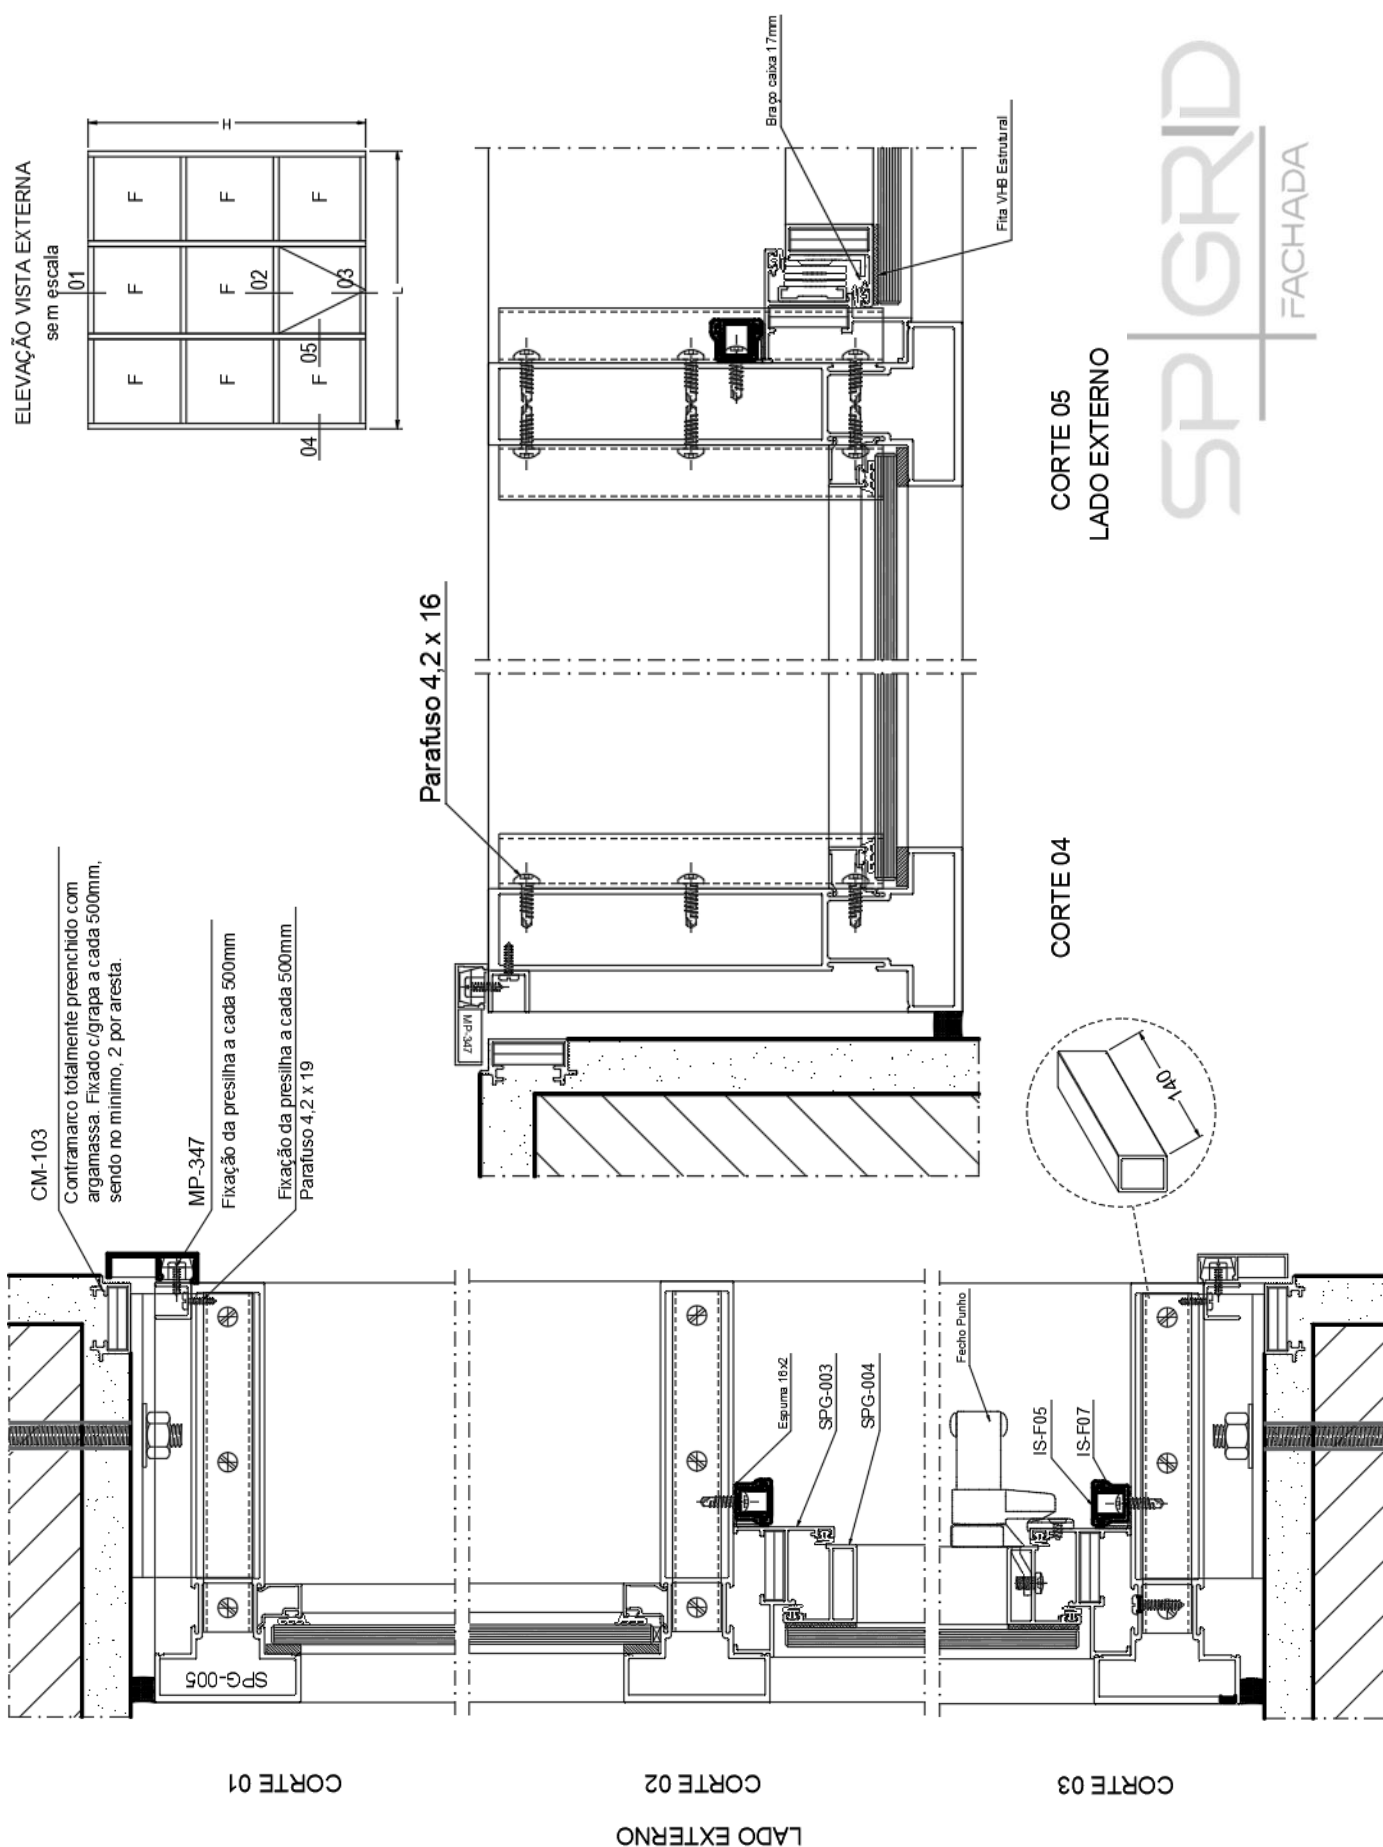 ELEVAÇÃO VISTA EXTERNA
sem escala
01
02
03
04
05
F
F
F
F
F
F
F
F
H
L
CM-103
Contramarco totalmente preenchido com
argamassa. Fixado c/grapa a cada 500mm,
sendo no mínimo, 2 por aresta.
MP-347
Fixação da presilha a cada 500mm
Fixação da presilha a cada 500mm
Parafuso 4,2 x 19
Parafuso 4,2 x 16
MP-347
Braço caixa 17mm
Fita VHB Estrutural
CORTE 04
CORTE 05
LADO EXTERNO
140
Espuma 16x2
SPG-003
SPG-004
Fecho Punho
IS-F05
IS-F07
SPG-005
CORTE 01
CORTE 02
CORTE 03
LADO EXTERNO
SP GRID
FACHADA